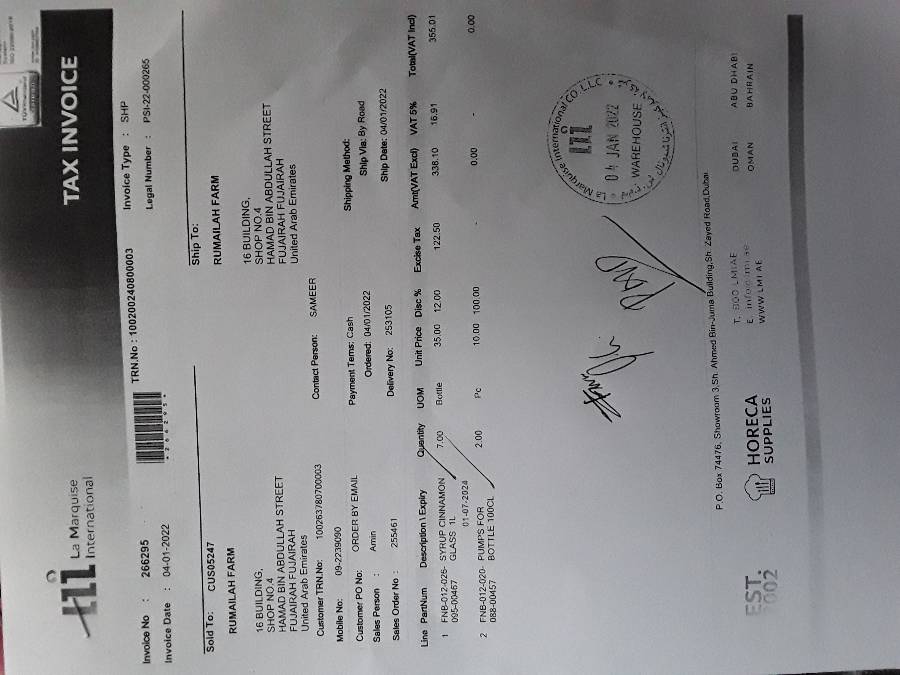 TAX INVOICE
La Marquise
International
Invoice No : 266295
Invoice Date : 04-01-2022
* 266295 *
TRN.No : 100200240800003
Invoice Type : SHP
Legal Number : PSI-22-000265
Sold To: CUS05247
RUMAILAH FARM
16 BUILDING,
SHOP NO.4
HAMAD BIN ABDULLAH STREET
FUJAIRAH FUJAIRAH
United Arab Emirates
Customer TRN.No: 100263780700003
Mobile No: 09-2239090
Customer PO No: ORDER BY EMAIL
Sales Person : Amin
Sales Order No : 255461
Contact Person: SAMEER
Payment Tems: Cash
Ordered: 04/01/2022
Delivery No: 253105
Ship To:
RUMAILAH FARM
16 BUILDING,
SHOP NO.4
HAMAD BIN ABDULLAH STREET
FUJAIRAH FUJAIRAH
United Arab Emirates
Shipping Method:
Ship Via: By Road
Ship Date: 04/01/2022
Line PartNum Description \ Expiry Quantity UOM Unit Price Disc % Excise Tax Amt(VAT Excl) VAT 5% Total(VAT Incl)
1 FNB-012-026- SYRUP CINNAMON 7.00 Bottle 35.00 12.00 122.50 338.10 16.91 355.01
095-00457 GLASS 1L
01-07-2024
2 FNB-012-020- PUMPS FOR 2.00 Pc 10.00 100.00 - 0.00 - 0.00
088-00457 BOTTLE 100CL
La Marquise International CO. L.L.C
04 JAN 2022
WAREHOUSE
P.O. Box 74476, Showroom 3,Sh. Ahmed Bin-Juma Building,Sh. Zayed Road,Dubai
EST.
2002
HORECA
SUPPLIES
T. 800 LMI AE
WWW.LMI.AE
DUBAI ABU DHABI
OMAN BAHRAIN